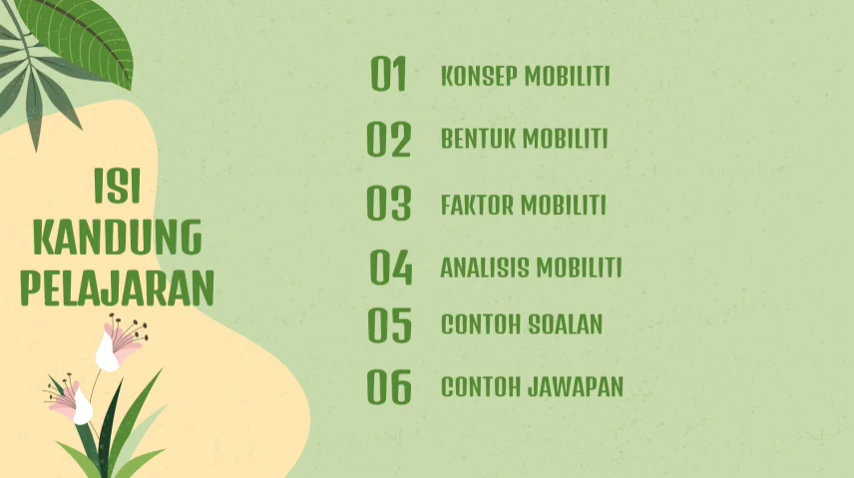 ISI
KANDUNG
PELAJARAN
01 KONSEP MOBILITI
02 BENTUK MOBILITI
03 FAKTOR MOBILITI
04 ANALISIS MOBILITI
05 CONTOH SOALAN
06 CONTOH JAWAPAN